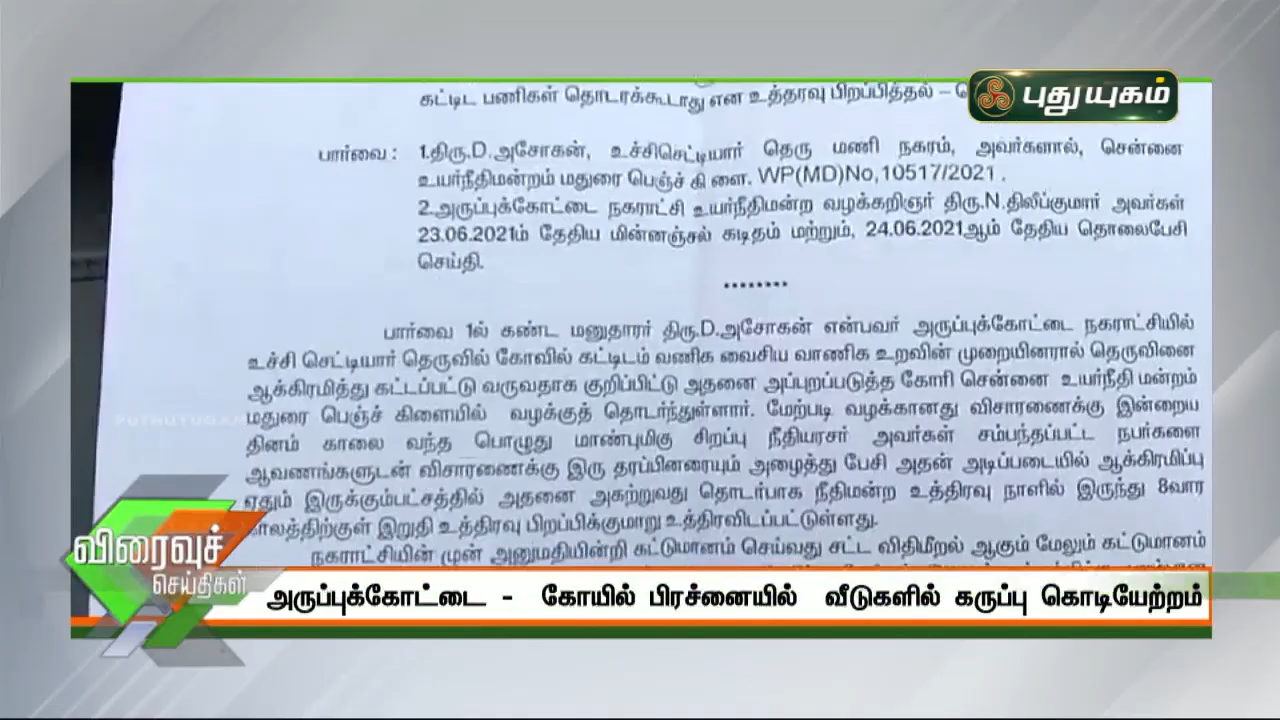 கட்டிட பணிகள் தொடரக்கூடாது என உத்தரவு பிறப்பித்தல் –
புதுயுகம்
பார்வை : 1.திரு.D.அசோகன், உச்சிசெட்டியார் தெரு மணி நகரம், அவர்களால், சென்னை
உயர்நீதிமன்றம் மதுரை பெஞ்ச் கி ளை. WP(MD)No,10517/2021 .
2.அருப்புக்கோட்டை நகராட்சி உயர்நீதிமன்ற வழக்கறிஞர் திரு.N.திலீப்குமார் அவர்கள்
23.06.2021ம் தேதிய மின்னஞ்சல் கடிதம் மற்றும், 24.06.2021ஆம் தேதிய தொலைபேசி
செய்தி.
********
பார்வை 1ல் கண்ட மனுதாரர் திரு.D.அசோகன் என்பவர் அருப்புக்கோட்டை நகராட்சியில்
உச்சி செட்டியார் தெருவில் கோவில் கட்டிடம் வணிக வைசிய வாணிக உறவின் முறையினரால் தெருவினை
ஆக்கிரமித்து கட்டப்பட்டு வருவதாக குறிப்பிட்டு அதனை அப்புறப்படுத்த கோரி சென்னை உயர்நீதி மன்றம்
மதுரை பெஞ்ச் கிளையில் வழக்குத் தொடர்ந்துள்ளார். மேற்படி வழக்கானது விசாரணைக்கு இன்றைய
தினம் காலை வந்த பொழுது மாண்புமிகு சிறப்பு நீதியரசர் அவர்கள் சம்பந்தப்பட்ட நபர்களை
ஆவணங்களுடன் விசாரணைக்கு இரு தரப்பினரையும் அழைத்து பேசி அதன் அடிப்படையில் ஆக்கிரமிப்பு
ஏதும் இருக்கும்பட்சத்தில் அதனை அகற்றுவது தொடர்பாக நீதிமன்ற உத்திரவு நாளில் இருந்து 8வார
காலத்திற்குள் இறுதி உத்திரவு பிறப்பிக்குமாறு உத்திரவிடப்பட்டுள்ளது.
நகராட்சியின் முன் அனுமதியின்றி கட்டுமானம் செய்வது சட்ட விதிமீறல் ஆகும் மேலும் கட்டுமானம்
விரைவுச்
செய்திகள்
அருப்புக்கோட்டை - கோயில் பிரச்னையில் வீடுகளில் கருப்பு கொடியேற்றம்